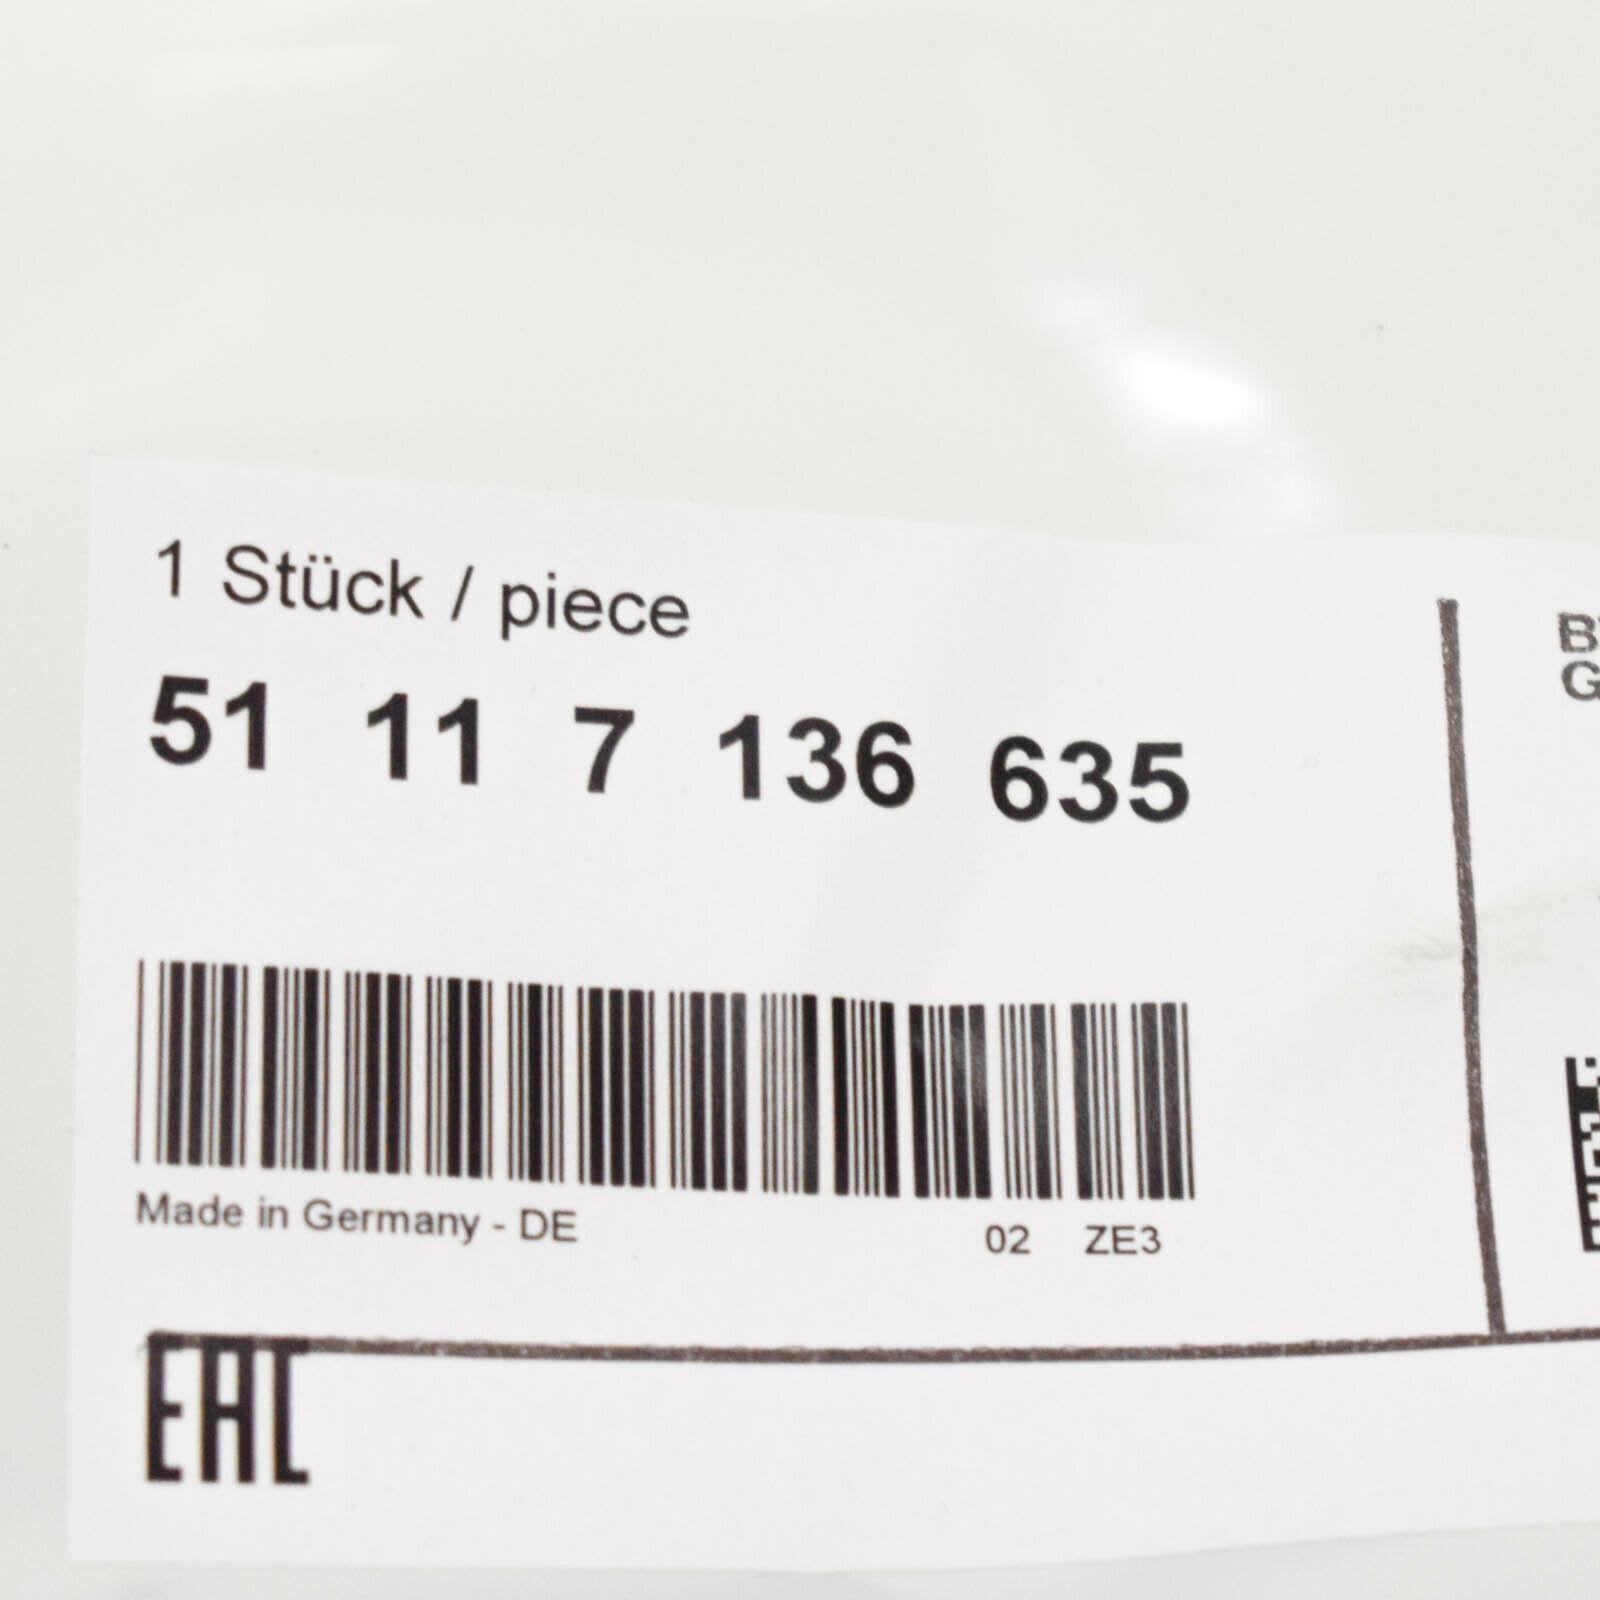 1 Stück / piece
51 11 7 136 635
Made in Germany - DE
02 ZE3
EAC